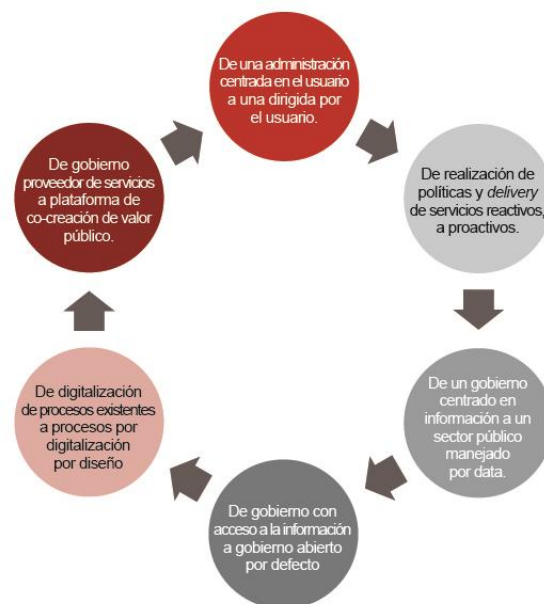 De una administración
centrada en el usuario
a una dirigida por
el usuario.
De realización de
políticas y delivery
de servicios reactivos,
a proactivos.
De un gobierno
centrado en
información a un
sector público
manejado
por data.
De gobierno con
acceso a la información
a gobierno abierto
por defecto
De digitalización
de procesos existentes
a procesos por
digitalización
por diseño
De gobierno
proveedor de servicios
a plataforma de
co-creación de valor
público.